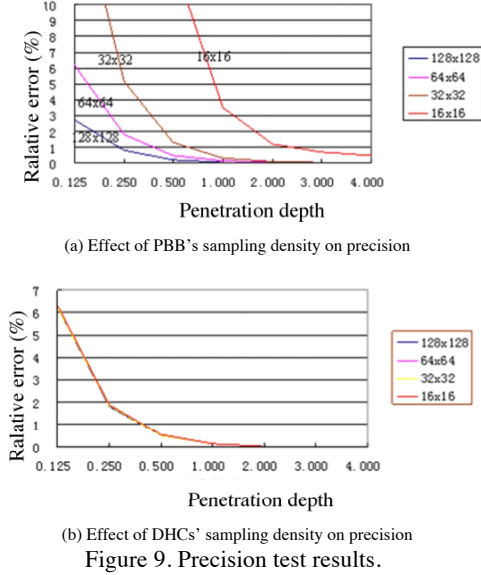 Ralative error (%)
10
9
8
7
6
5
4
3
2
1
0
32x32
16x16
64x64
128x128
0.125 0.250 0.500 1.000 2.000 3.000 4.000
Penetration depth
128x128
64x64
32x32
16x16
(a) Effect of PBB's sampling density on precision
Ralative error (%)
7
6
5
4
3
2
1
0
0.125 0.250 0.500 1.000 2.000 3.000 4.000
Penetration depth
128x128
64x64
32x32
16x16
(b) Effect of DHCs' sampling density on precision
Figure 9. Precision test results.